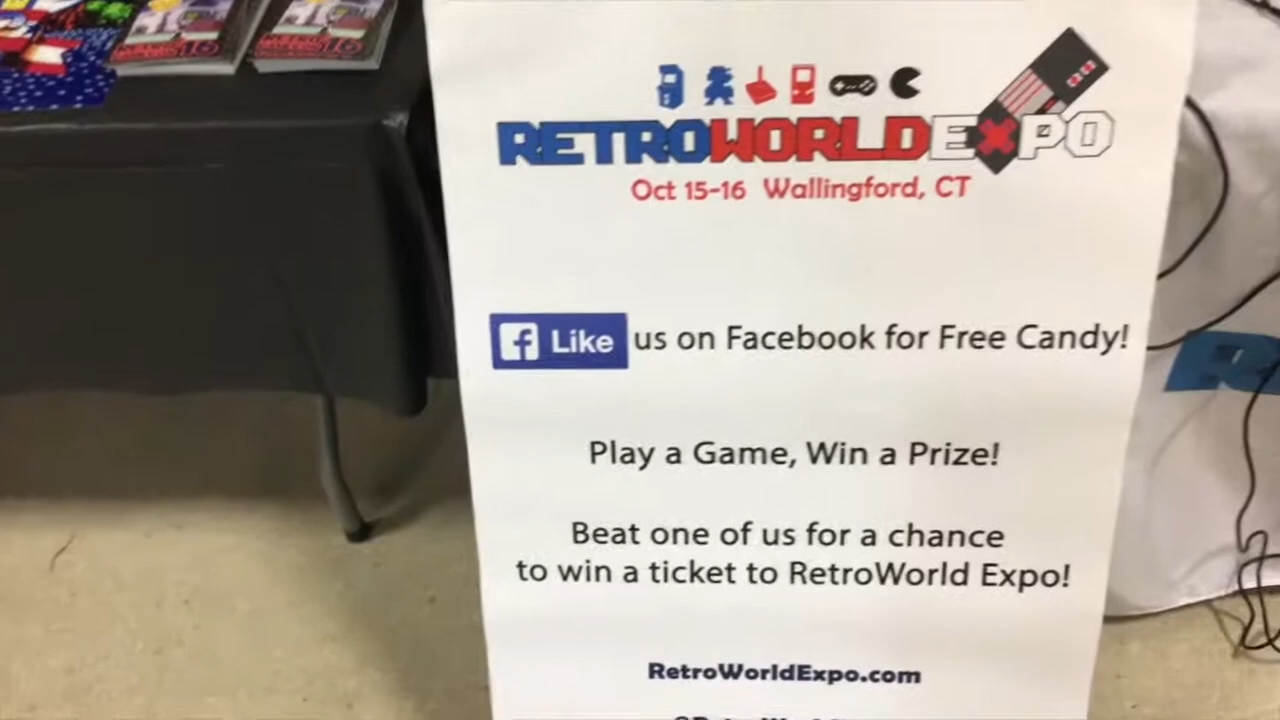 RETROWORLDEXPO
Oct 15-16 Wallingford, CT
f Like us on Facebook for Free Candy!
Play a Game, Win a Prize!
Beat one of us for a chance
to win a ticket to RetroWorld Expo!
RetroWorldExpo.com